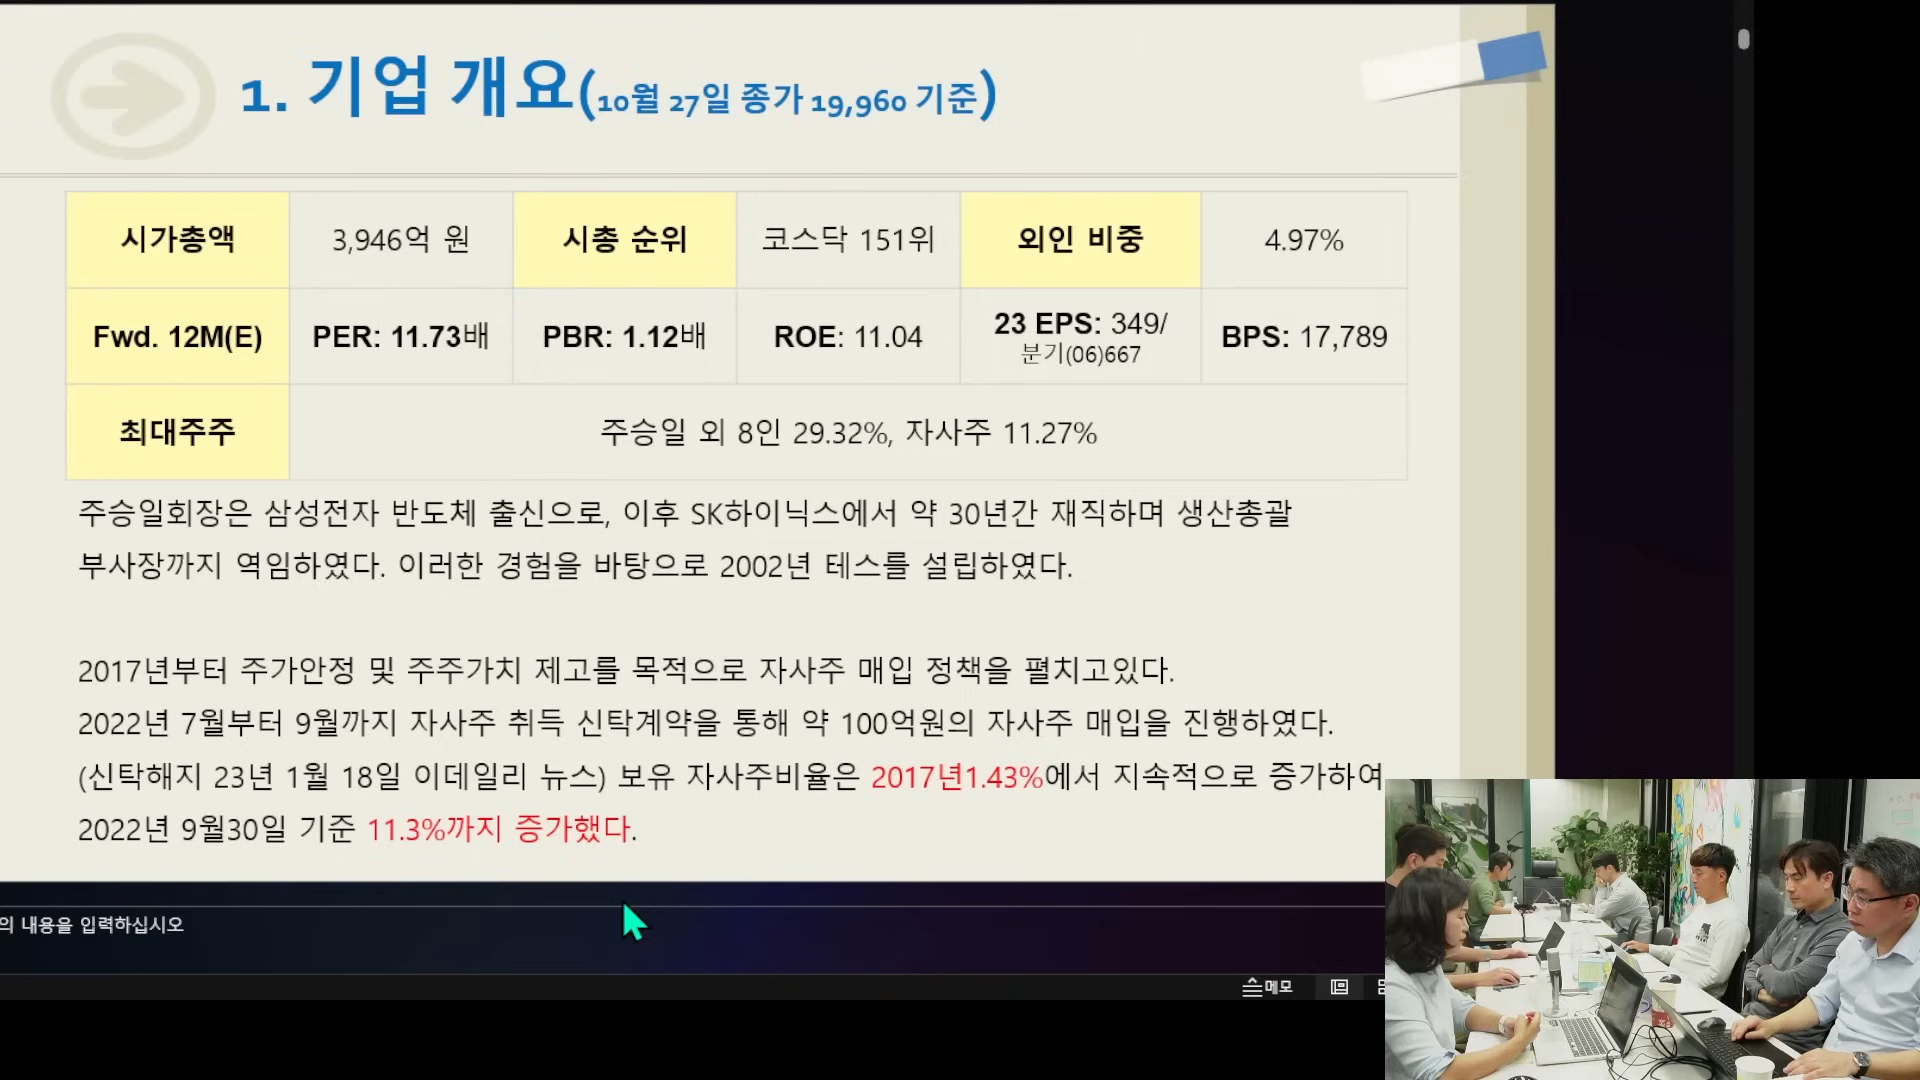 1. 기업 개요(10월 27일 종가 19,960 기준)
시가총액 3,946억 원 시총 순위 코스닥 151위 외인 비중 4.97%
Fwd. 12M(E) PER: 11.73배 PBR: 1.12배 ROE: 11.04 23 EPS: 349/
분기(06)667 BPS: 17,789
최대주주 주승일 외 8인 29.32%, 자사주 11.27%
주승일회장은 삼성전자 반도체 출신으로, 이후 SK하이닉스에서 약 30년간 재직하며 생산총괄
부사장까지 역임하였다. 이러한 경험을 바탕으로 2002년 테스를 설립하였다.
2017년부터 주가안정 및 주주가치 제고를 목적으로 자사주 매입 정책을 펼치고있다.
2022년 7월부터 9월까지 자사주 취득 신탁계약을 통해 약 100억원의 자사주 매입을 진행하였다.
(신탁해지 23년 1월 18일 이데일리 뉴스) 보유 자사주비율은 2017년1.43%에서 지속적으로 증가하여
2022년 9월30일 기준 11.3%까지 증가했다.
의 내용을 입력하십시오
메모